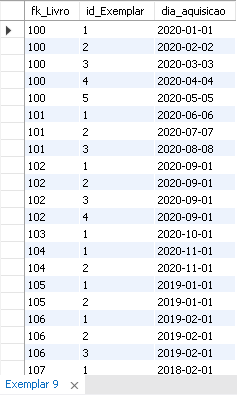 fk_Livro id_Exemplar dia_aquisicao
100 1 2020-01-01
100 2 2020-02-02
100 3 2020-03-03
100 4 2020-04-04
100 5 2020-05-05
101 1 2020-06-06
101 2 2020-07-07
101 3 2020-08-08
102 1 2020-09-01
102 2 2020-09-01
102 3 2020-09-01
102 4 2020-09-01
103 1 2020-10-01
104 1 2020-11-01
104 2 2020-11-01
105 1 2019-01-01
105 2 2019-01-01
106 1 2019-02-01
106 2 2019-02-01
106 3 2019-02-01
107 1 2018-02-01
Exemplar 9